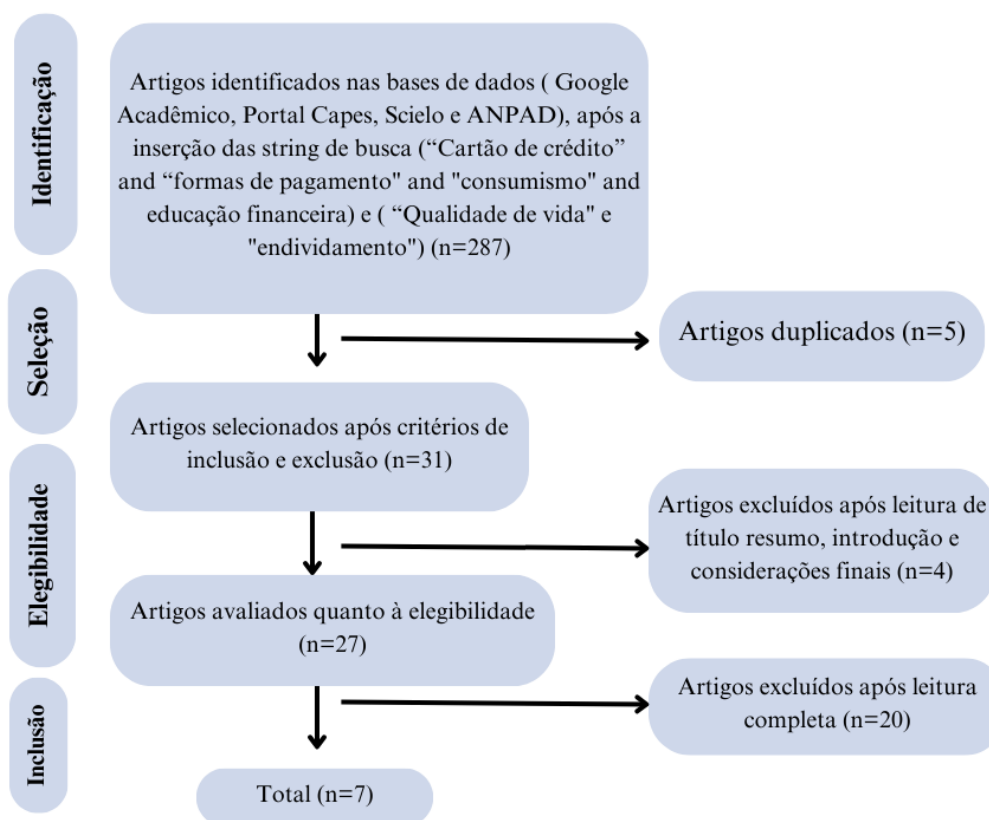 Identificação
Artigos identificados nas bases de dados ( Google
Acadêmico, Portal Capes, Scielo e ANPAD), após a
inserção das string de busca (“Cartão de crédito”
and “formas de pagamento" and "consumismo" and
educação financeira) e ( “Qualidade de vida" e
"endividamento") (n=287)
Seleção
Artigos duplicados (n=5)
Artigos selecionados após critérios de
inclusão e exclusão (n=31)
Elegibilidade
Artigos excluídos após leitura de
título resumo, introdução e
considerações finais (n=4)
Artigos avaliados quanto à elegibilidade
(n=27)
Inclusão
Artigos excluídos após leitura
completa (n=20)
Total (n=7)